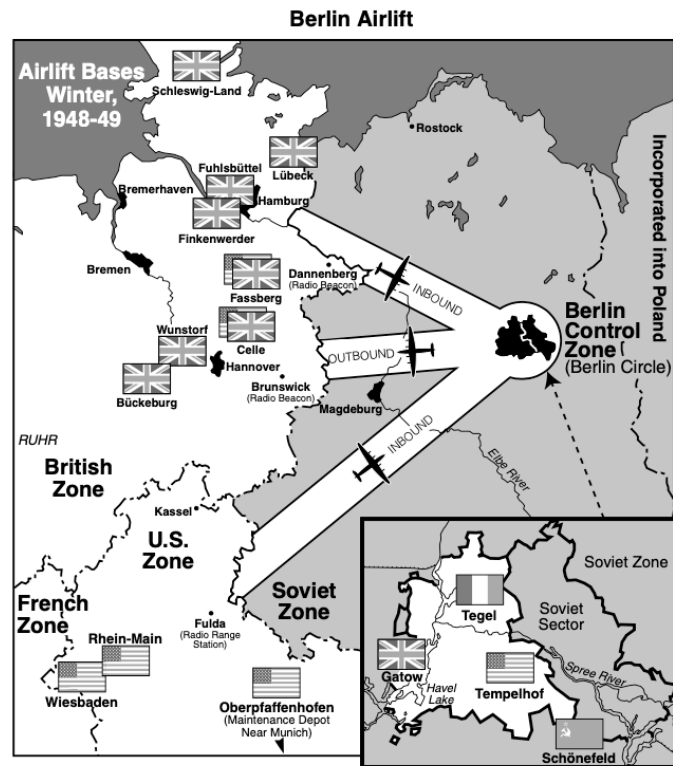 Berlin Airlift
Airlift Bases
Winter,
1948-49
Schleswig-Land
Rostock
Lübeck
Fuhlsbüttel
Bremerhaven
Hamburg
Finkenwerder
Bremen
Dannenberg
(Radio Beacon)
Fassberg
INBOUND
Incorporated into Poland
Wunstorf
Celle
Hannover
OUTBOUND
Berlin
Control
Zone
(Berlin Circle)
Bückeburg
Brunswick
(Radio Beacon)
Magdeburg
INBOUND
RUHR
British
Zone
Elbe River
Kassel
U.S.
Zone
French
Zone
Soviet
Zone
Fulda
(Radio Range
Station)
Rhein-Main
Wiesbaden
Oberpfaffenhofen
(Maintenance Depot
Near Munich)
Soviet Zone
Tegel
Soviet
Sector
Gatow
Havel
Lake
Tempelhof
Spree River
Schönefeld